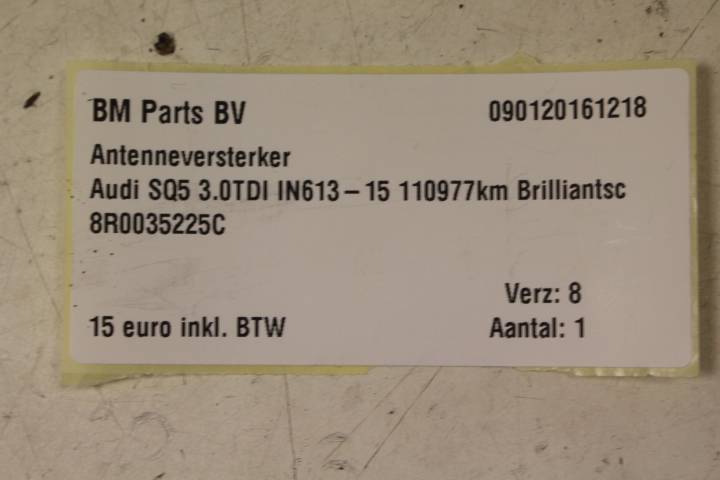 BM Parts BV 090120161218
Antenneversterker
Audi SQ5 3.0TDI IN613-15 110977km Brilliantsc
8R0035225C
Verz: 8
15 euro inkl. BTW Aantal: 1